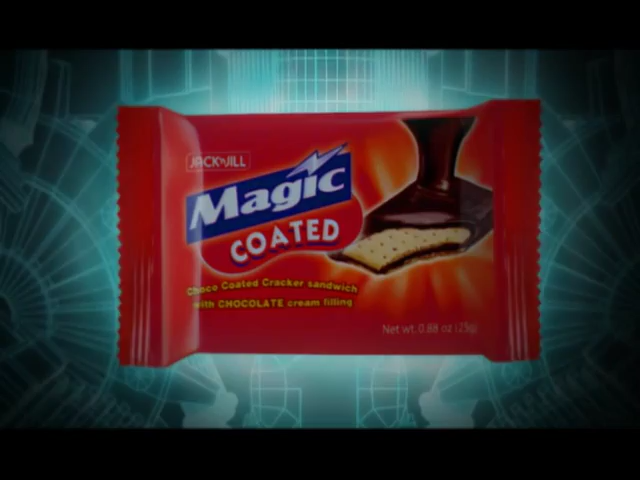 JACK'n JILL
Magic
COATED
Choco Coated Cracker sandwich
with CHOCOLATE cream filling
Net wt. 0.88 oz (25g)